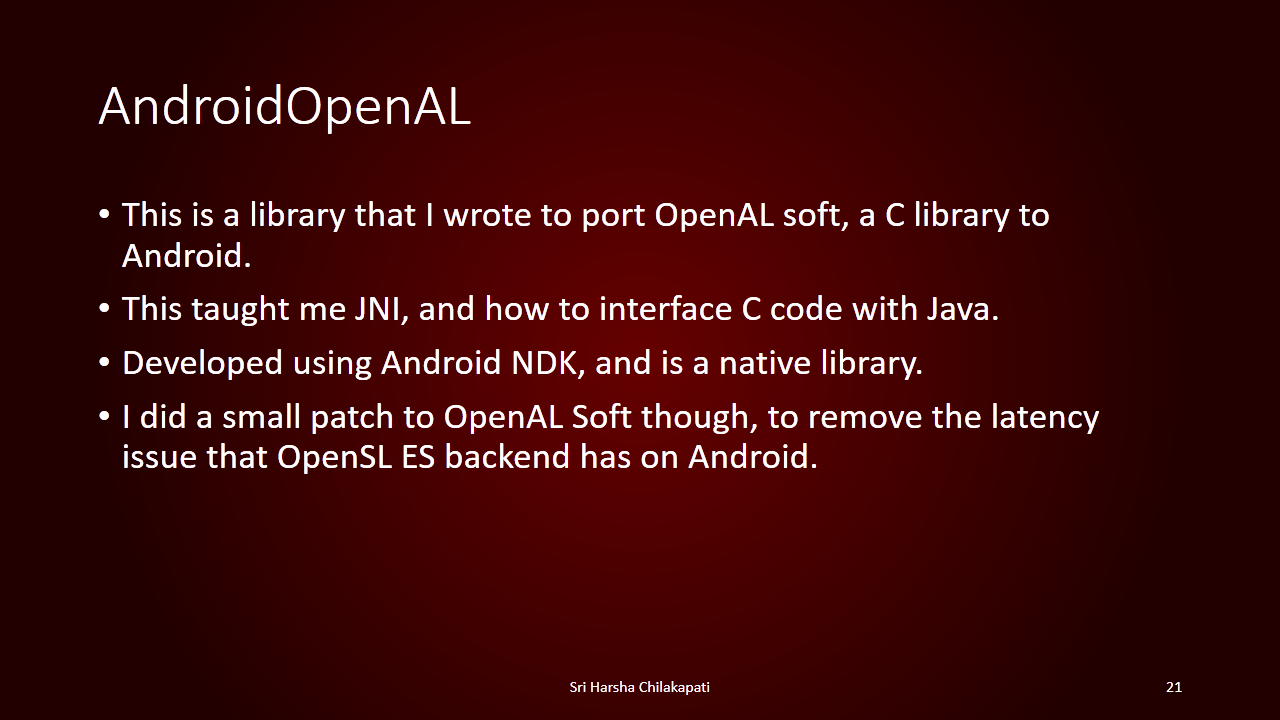 AndroidOpenAL
• This is a library that I wrote to port OpenAL soft, a C library to
Android.
• This taught me JNI, and how to interface C code with Java.
• Developed using Android NDK, and is a native library.
• I did a small patch to OpenAL Soft though, to remove the latency
issue that OpenSL ES backend has on Android.
Sri Harsha Chilakapati
21